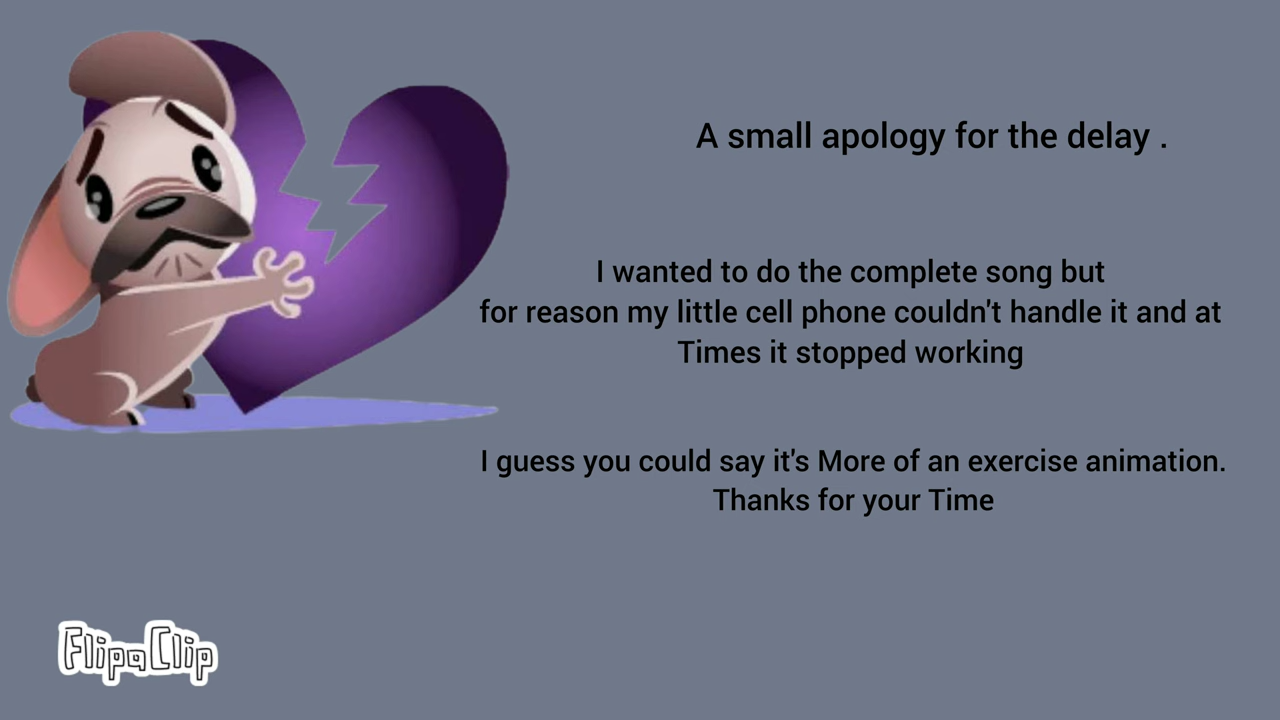 A small apology for the delay .
I wanted to do the complete song but
for reason my little cell phone couldn't handle it and at
Times it stopped working
I guess you could say it's More of an exercise animation.
Thanks for your Time
FlipaClip